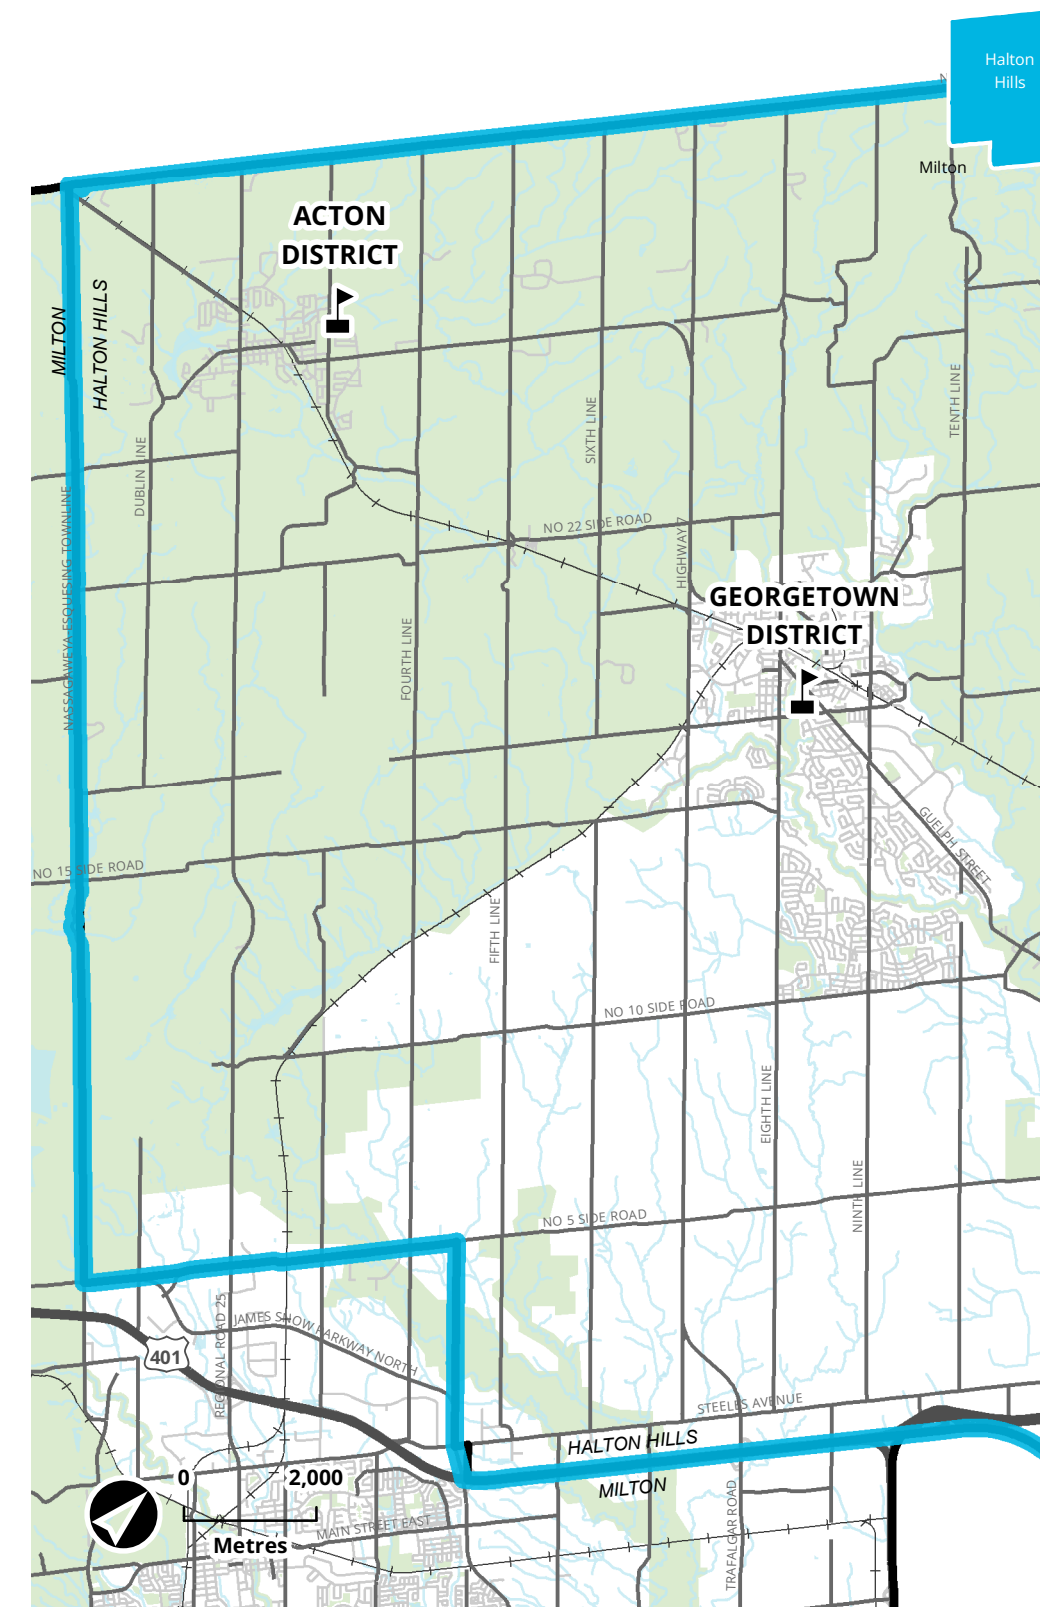 Halton
Hills
Milton
ACTON
DISTRICT
MILTON
HALTON HILLS
TENTH LINE
SIXTH LINE
DUBLIN LINE
NO 22 SIDE ROAD
HIGHWAY 7
NASSAGAWEYA ESQUESING TOWNLINE
GEORGETOWN
DISTRICT
FOURTH LINE
GUELPH STREET
NO 15 SIDE ROAD
FIFTH LINE
NO 10 SIDE ROAD
EIGHTH LINE
NINTH LINE
NO 5 SIDE ROAD
REGIONAL ROAD 25
JAMES SNOW PARKWAY NORTH
401
STEELES AVENUE
HALTON HILLS
MILTON
0 2,000
Metres
MAIN STREET EAST
TRAFALGAR ROAD